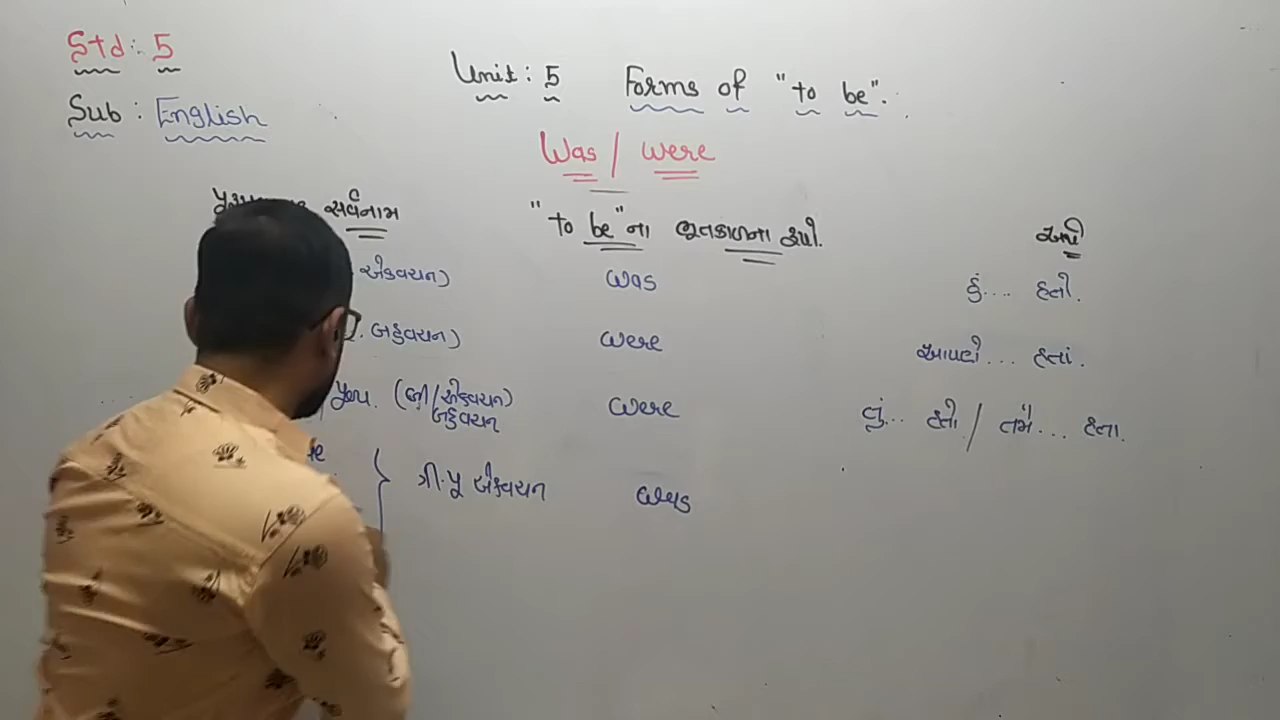 Std : 5
Sub : English
Unit : 5 Forms of "to be".
Was / were
સર્વનામ "to be"ના ભૂતકાળના રૂપો. અર્થ
એકવચન) was હું.... હતો.
. બહુવચન) were આપણે... હતાં.
you. (બી/એકવચન) were તું... હતો / તમે... હતા.
બહુવચન
he
ત્રી.પુ એકવચન was